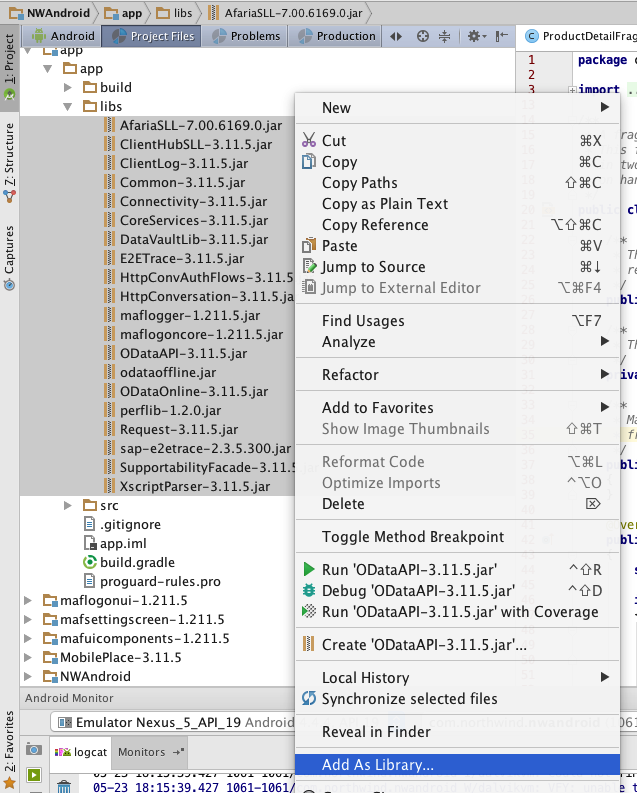 NWAndroid app libs AfariaSLL-7.00.6169.0.jar
1: Project
Z: Structure
Captures
2: Favorites
Android Project Files Problems Production
app
app
build
libs
AfariaSLL-7.00.6169.0.jar
ClientHubSLL-3.11.5.jar
ClientLog-3.11.5.jar
Common-3.11.5.jar
Connectivity-3.11.5.jar
CoreServices-3.11.5.jar
DataVaultLib-3.11.5.jar
E2ETrace-3.11.5.jar
HttpConvAuthFlows-3.11.5
HttpConversation-3.11.5.ja
maflogger-1.211.5.jar
maflogoncore-1.211.5.jar
ODataAPI-3.11.5.jar
odataoffline.jar
ODataOnline-3.11.5.jar
perflib-1.2.0.jar
Request-3.11.5.jar
sap-e2etrace-2.3.5.300.jar
SupportabilityFacade-3.11.5
XscriptParser-3.11.5.jar
src
.gitignore
app.iml
build.gradle
proguard-rules.pro
maflogonui-1.211.5
mafsettingscreen-1.211.5
mafuicomponents-1.211.5
MobilePlace-3.11.5
NWAndroid
ProductDetailFrag
1 package
2
3 import ..
New
Cut ⌘X
Copy ⌘C
Copy Paths ⇧⌘C
Copy as Plain Text
Copy Reference ⌥⇧⌘C
Paste ⌘V
Jump to Source ⌘↓
Jump to External Editor ⌥⌘F4
Find Usages ⌥F7
Analyze
Refactor
Add to Favorites
Show Image Thumbnails ⇧⌘T
Reformat Code ⌥⌘L
Optimize Imports ^⌥O
Delete ⌦
Toggle Method Breakpoint
Run 'ODataAPI-3.11.5.jar' ^⇧R
Debug 'ODataAPI-3.11.5.jar' ^⇧D
Run 'ODataAPI-3.11.5.jar' with Coverage
Create 'ODataAPI-3.11.5.jar'...
Local History
Synchronize selected files
Reveal in Finder
Add As Library...
Android Monitor
Emulator Nexus_5_API_19 Android
logcat Monitors
05-23 18:15:39.427 1061-1061/
05-23 18:15:39.427 1061-1061/